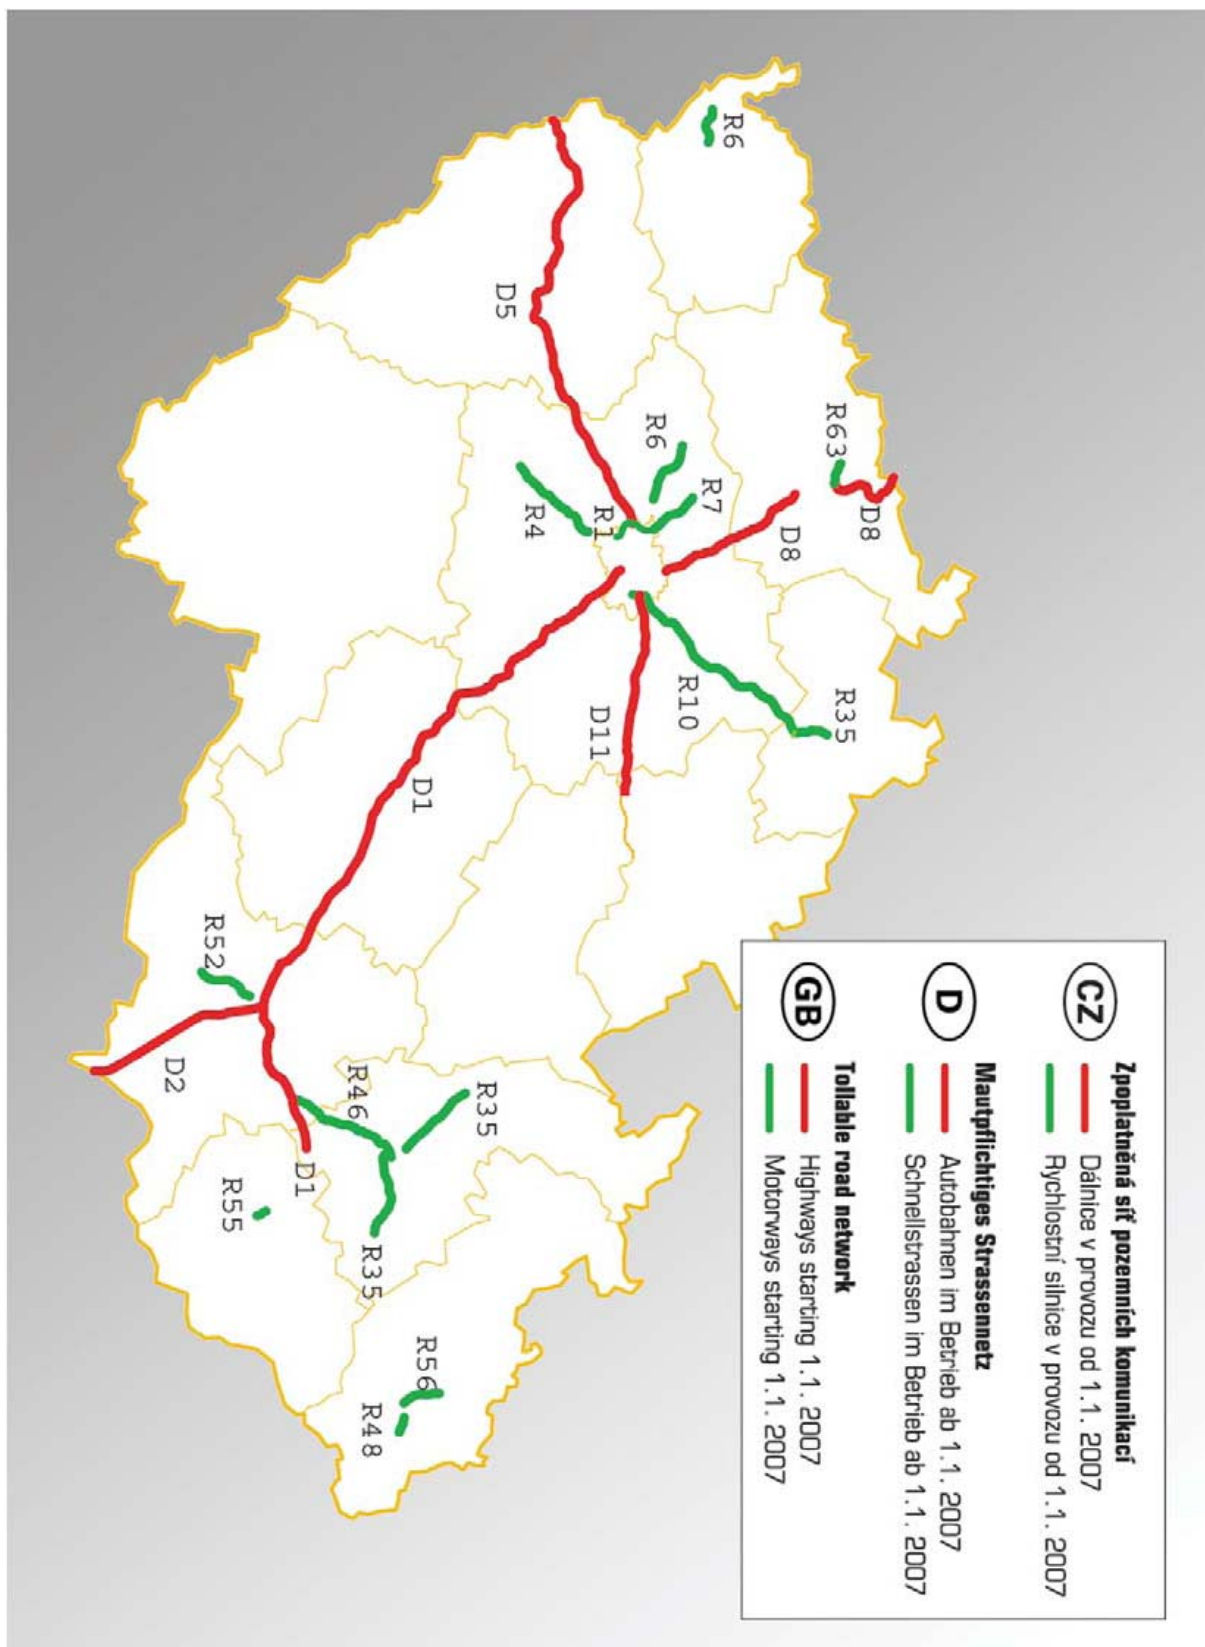 CZ
Zpoplatněná síť pozemních komunikací
Dálnice v provozu od 1.1. 2007
Rychlostní silnice v provozu od 1.1. 2007
D
Mautpflichtiges Strassennetz
Autobahnen im Betrieb ab 1.1. 2007
Schnellstrassen im Betrieb ab 1.1. 2007
GB
Tollable road network
Highways starting 1.1. 2007
Motorways starting 1.1. 2007
R6
R63
D8
D8
R35
R7
R6
R10
R1
D11
D5
R4
D1
R35
R46
R56
R35
R48
D1
R55
R52
D2